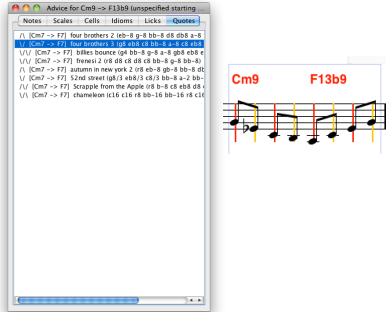 Advice for Cm9 -> F13b9 (unspecified starting ...
Notes Scales Cells Idioms Licks Quotes
/\ [Cm7 -> F7] four brothers 2 (eb-8 g-8 bb-8 d8 db8 a-8
\/ [Cm7 -> F7] four brothers 3 (g8 eb8 c8 bb-8 a-8 c8 eb8
\/\/ [Cm7 -> F7] billies bounce (g4 bb-8 g-8 a-8 gb8 eb8 e
\/\/ [Cm7 -> F7] frenesi 2 (r8 d8 c8 d8 c8 bb-8 g-8 bb-8)
\/\ [Cm7 -> F7] autumn in new york 2 (r8 eb-8 g-8 bb-8 db
\/\/ [Cm7 -> F7] 52nd street (g8/3 eb8/3 c8/3 bb-8 a-2 bb-
/\/ [Cm7 -> F7] Scrapple from the Apple (r8 b-8 c8 eb8 d8
\/\ [Cm7 -> F7] chameleon (c16 c16 r8 bb-16 bb-16 r8 c16
Cm9 F13b9